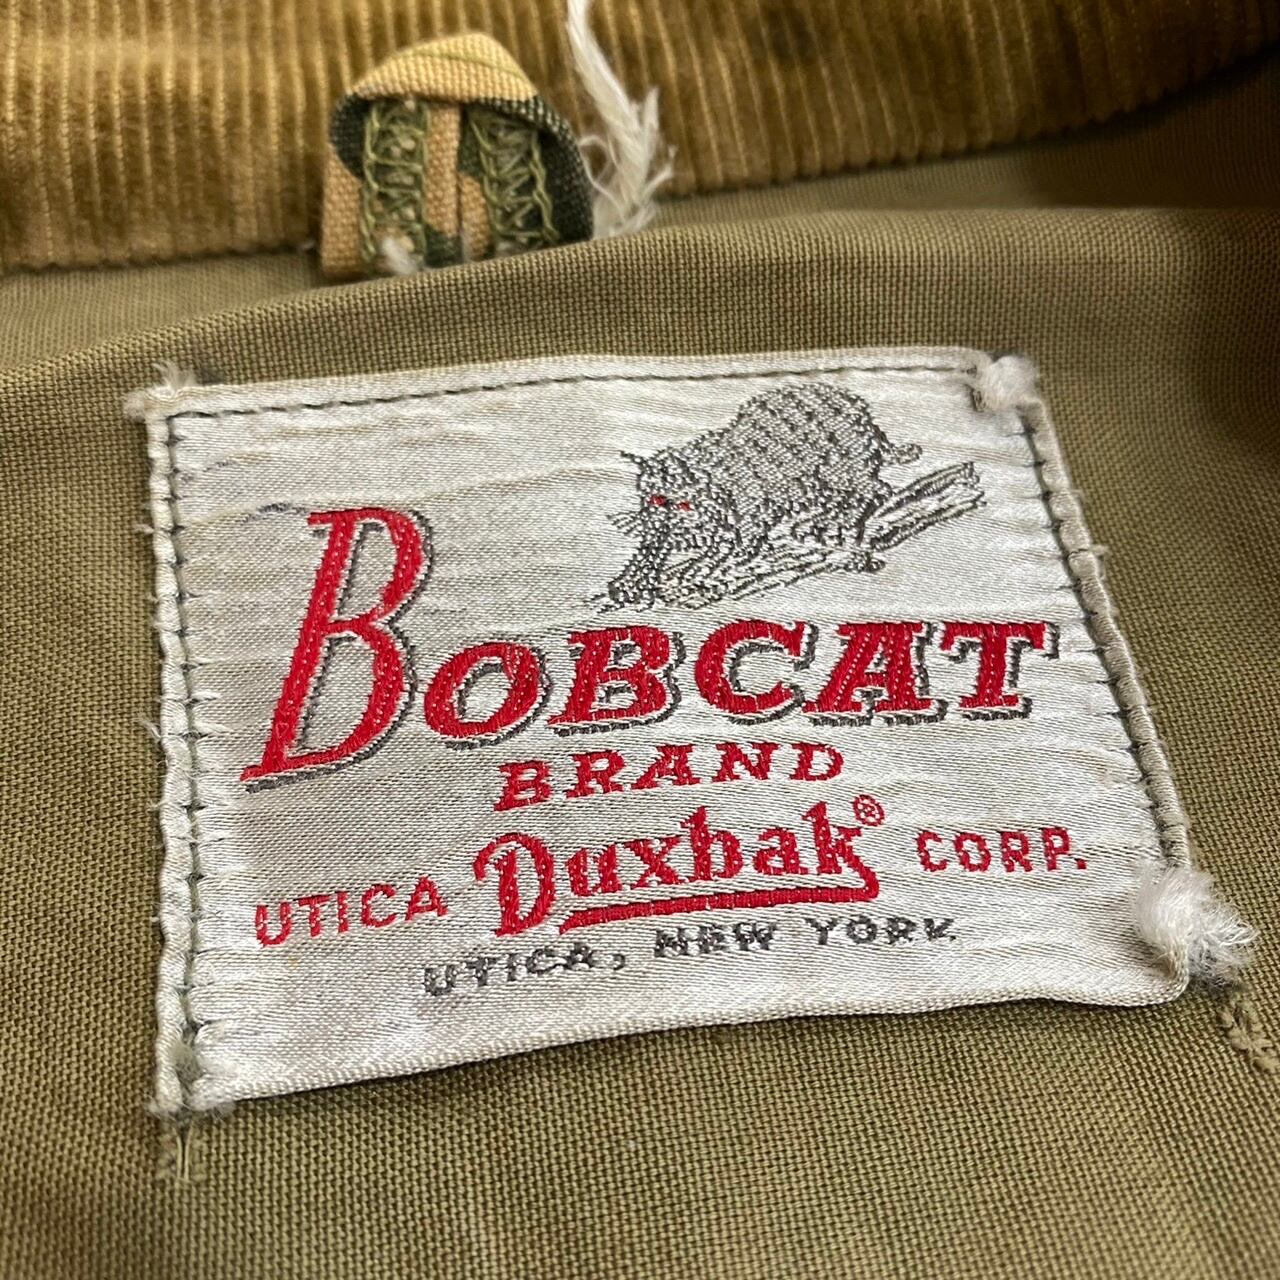 BOBCAT
BRAND
UTICA Duxbak® CORP.
UTICA, NEW YORK.